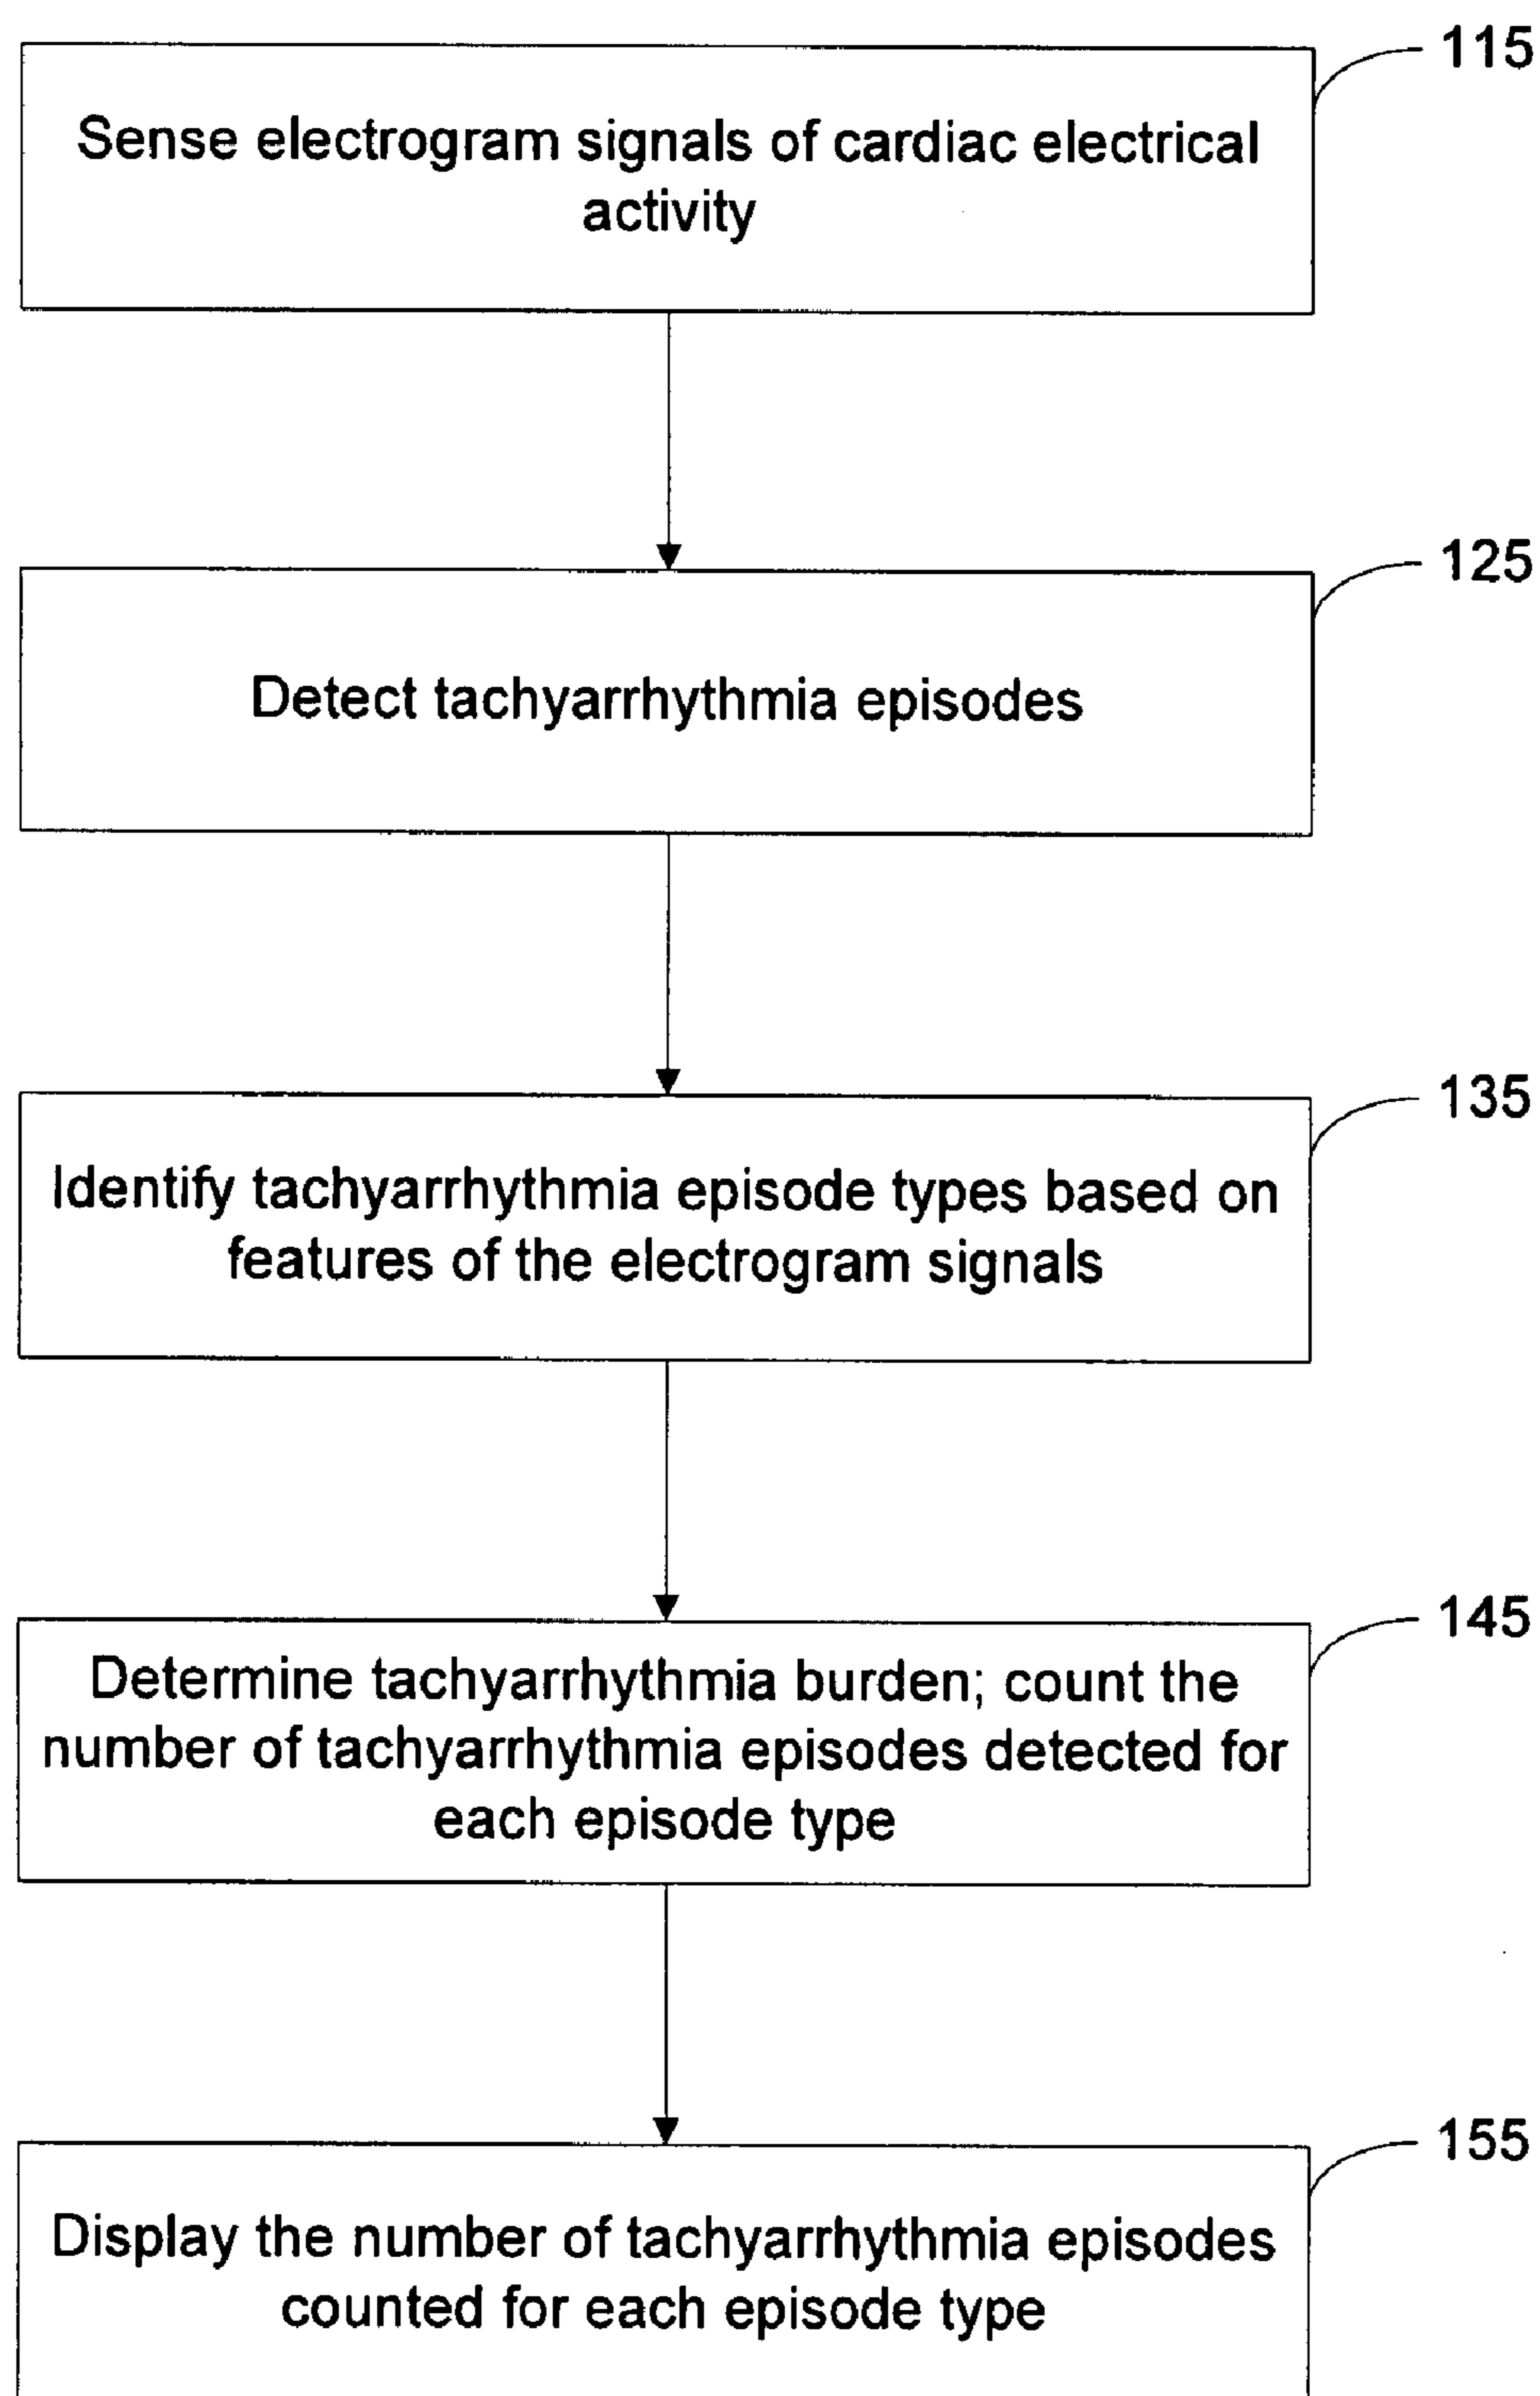 115
Sense electrogram signals of cardiac electrical
activity
125
Detect tachyarrhythmia episodes
135
Identify tachyarrhythmia episode types based on
features of the electrogram signals
145
Determine tachyarrhythmia burden; count the
number of tachyarrhythmia episodes detected for
each episode type
155
Display the number of tachyarrhythmia episodes
counted for each episode type